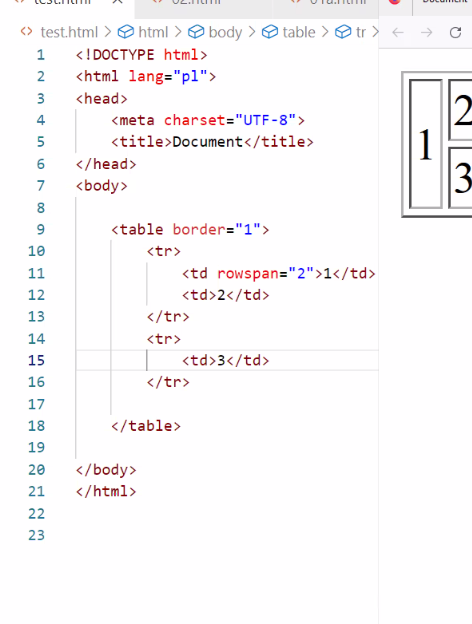 test.html
02.html
01a.html
Document
test.html > html > body > table > tr >
1 <!DOCTYPE html>
2 <html lang="pl">
3 <head>
4 <meta charset="UTF-8">
5 <title>Document</title>
6 </head>
7 <body>
8
9 <table border="1">
10 <tr>
11 <td rowspan="2">1</td>
12 <td>2</td>
13 </tr>
14 <tr>
15 <td>3</td>
16 </tr>
17
18 </table>
19
20 </body>
21 </html>
22
23
1
2
3